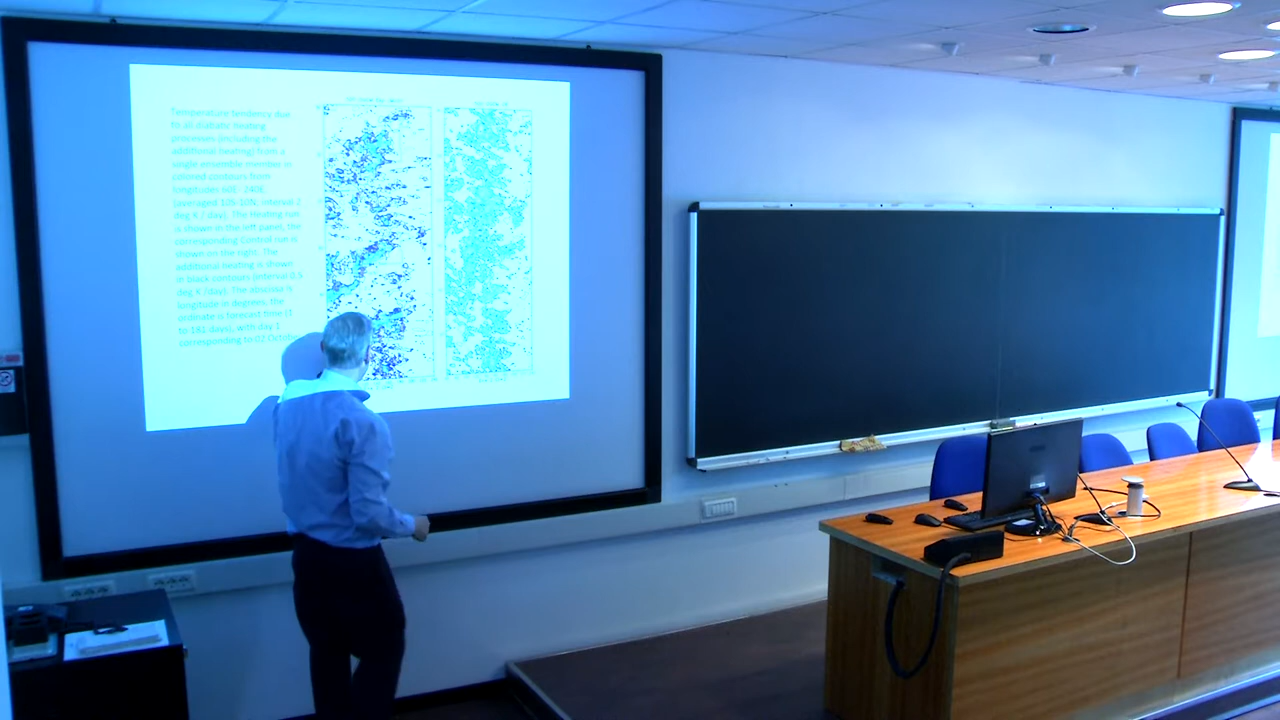 Temperature tendency due
to all diabatic heating
processes (including the
additional heating) from a
single ensemble member in
colored contours from
longitudes 60E- 240E
(averaged 10S-10N, interval 2
deg K / day). The Heating run
is shown in the left panel, the
corresponding Control run is
shown on the right. The
additional heating is shown
in black contours (interval 0.5
deg K /day). The abscissa is
longitude in degrees, the
ordinate is forecast time (1
to 181 days), with day 1
corresponding to 02 October